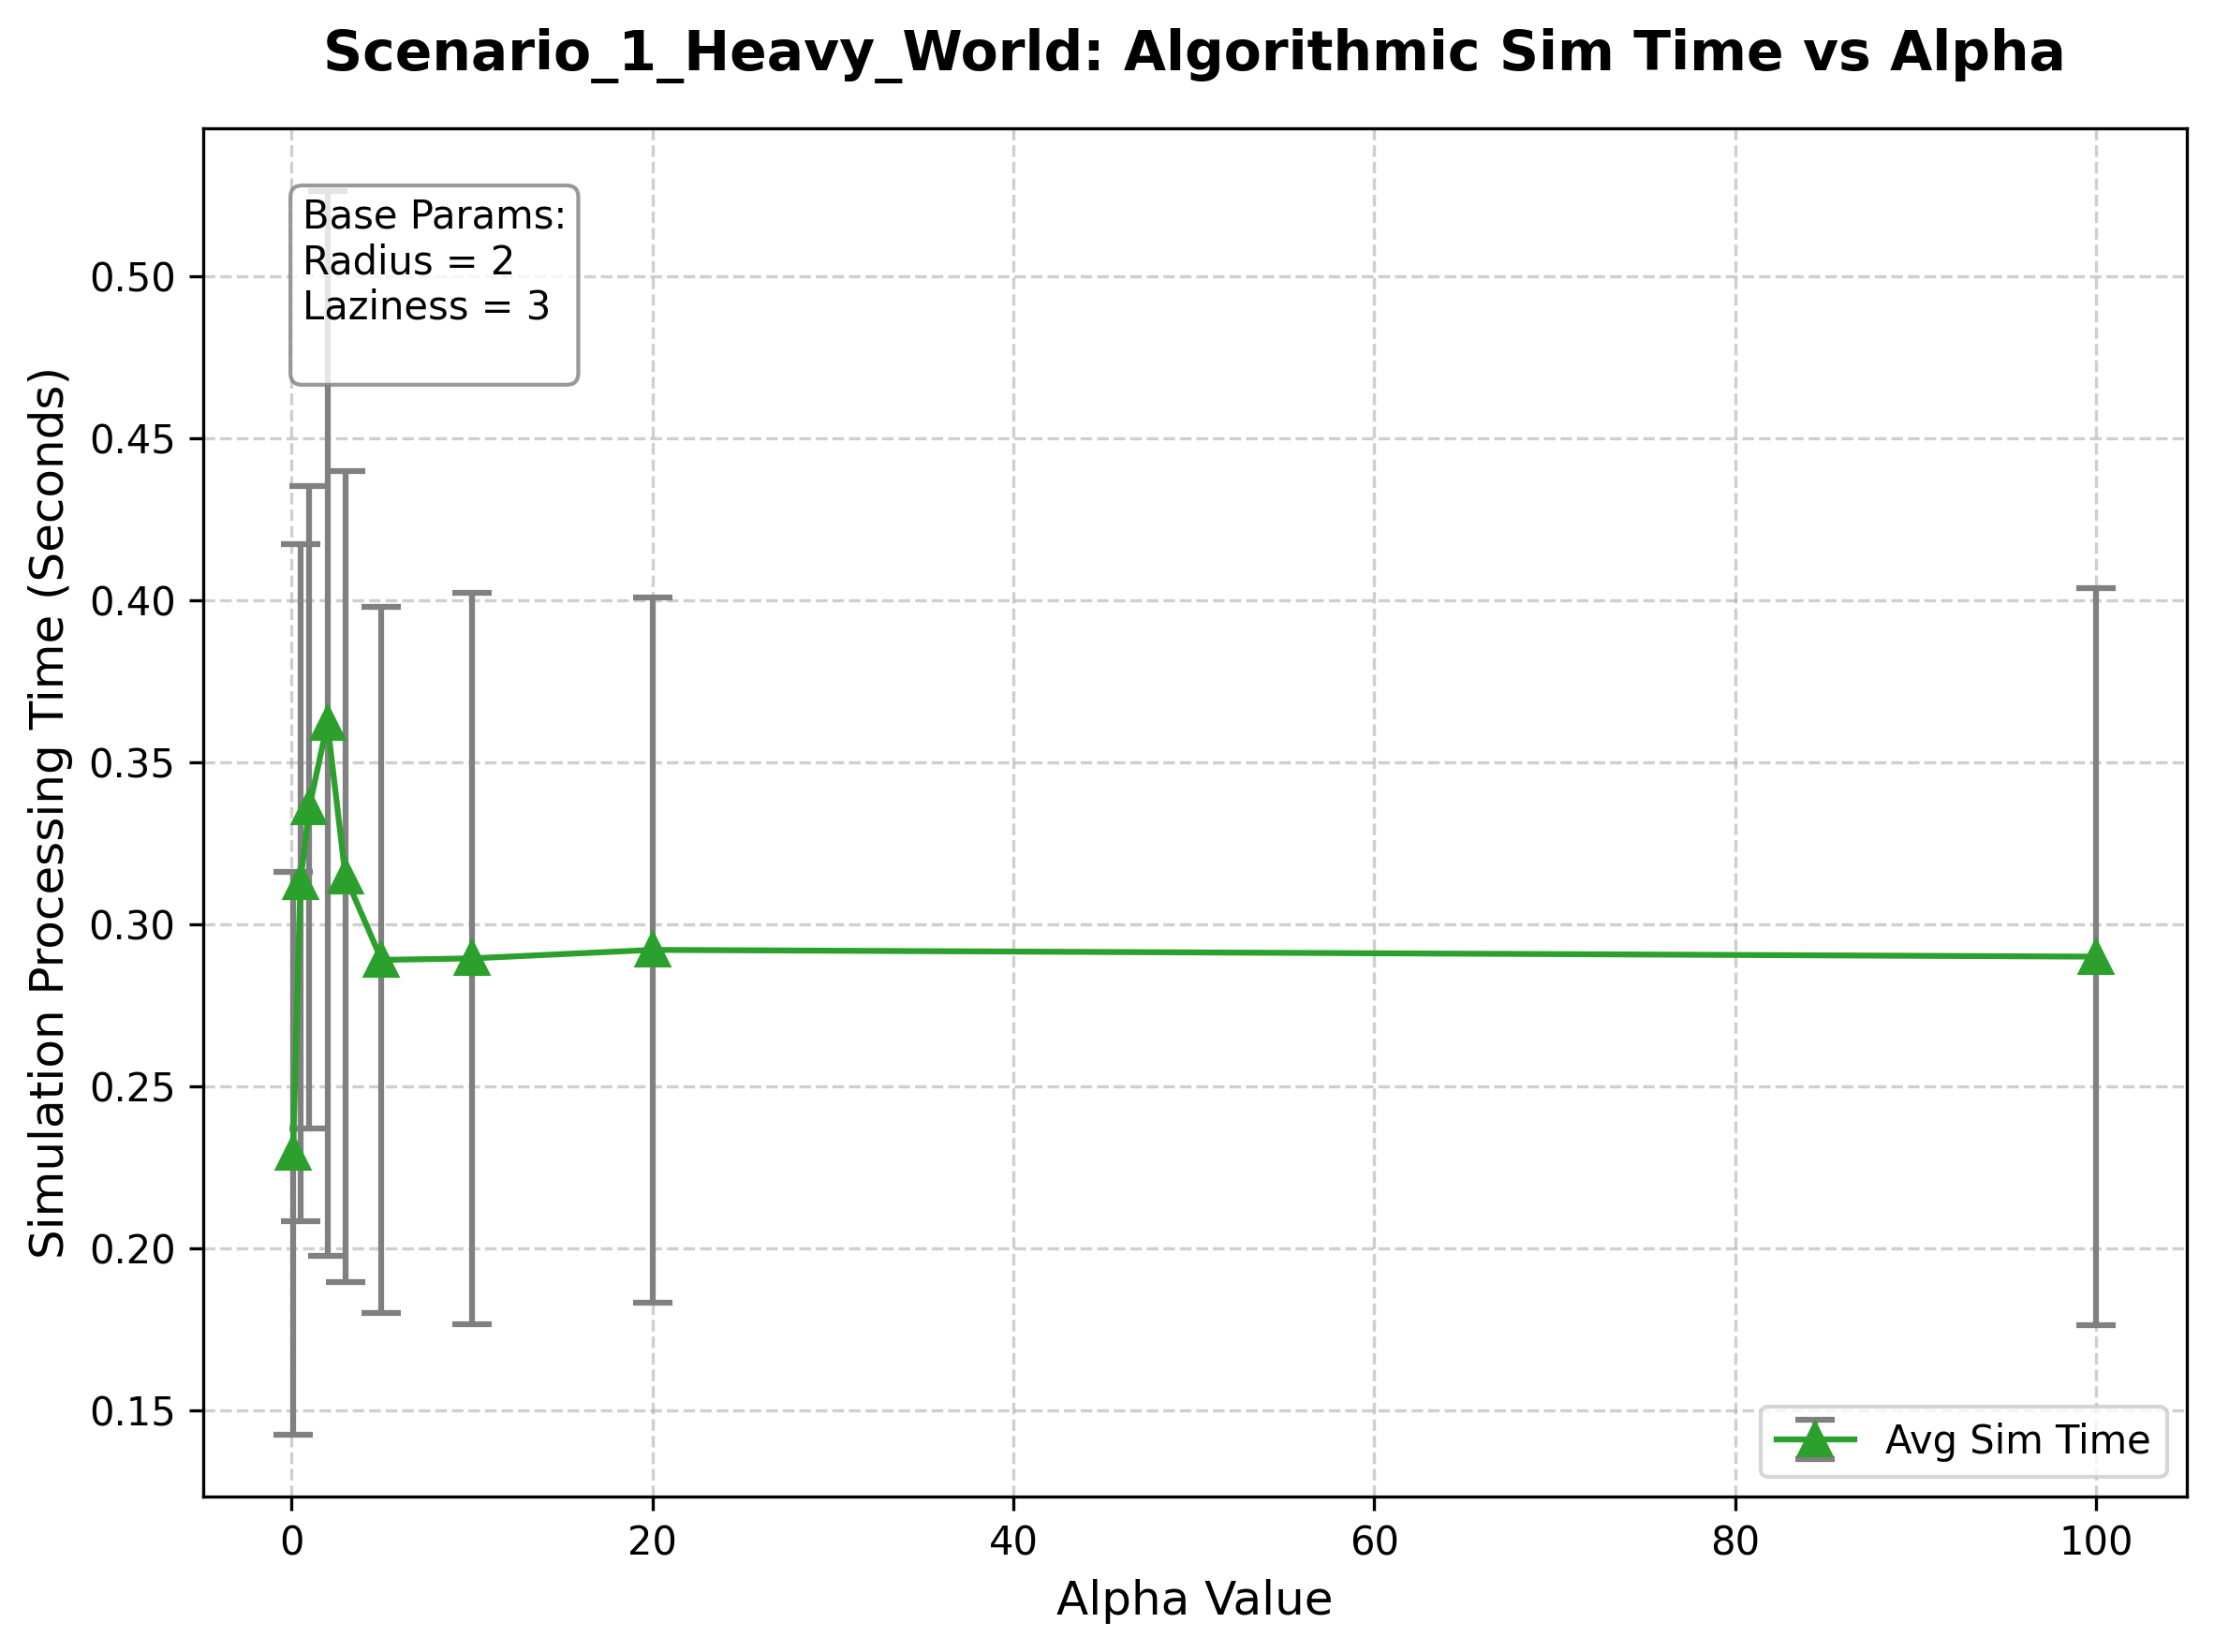 Scenario_1_Heavy_World: Algorithmic Sim Time vs Alpha
Base Params:
Radius = 2
Laziness = 3
Simulation Processing Time (Seconds)
0.50
0.45
0.40
0.35
0.30
0.25
0.20
0.15
Avg Sim Time
0 20 40 60 80 100
Alpha Value